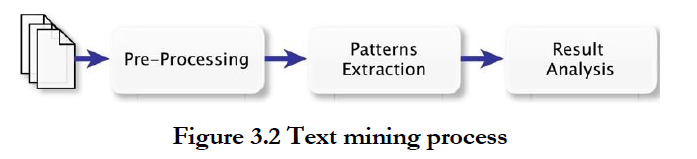 Pre-Processing
Patterns
Extraction
Result
Analysis
Figure 3.2 Text mining process